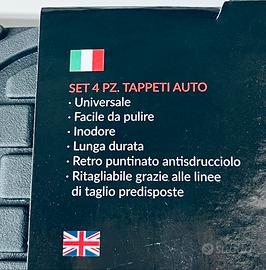 SET 4 PZ. TAPPETI AUTO
· Universale
· Facile da pulire
· Inodore
· Lunga durata
· Retro puntinato antisdrucciolo
· Ritagliabile grazie alle linee
di taglio predisposte